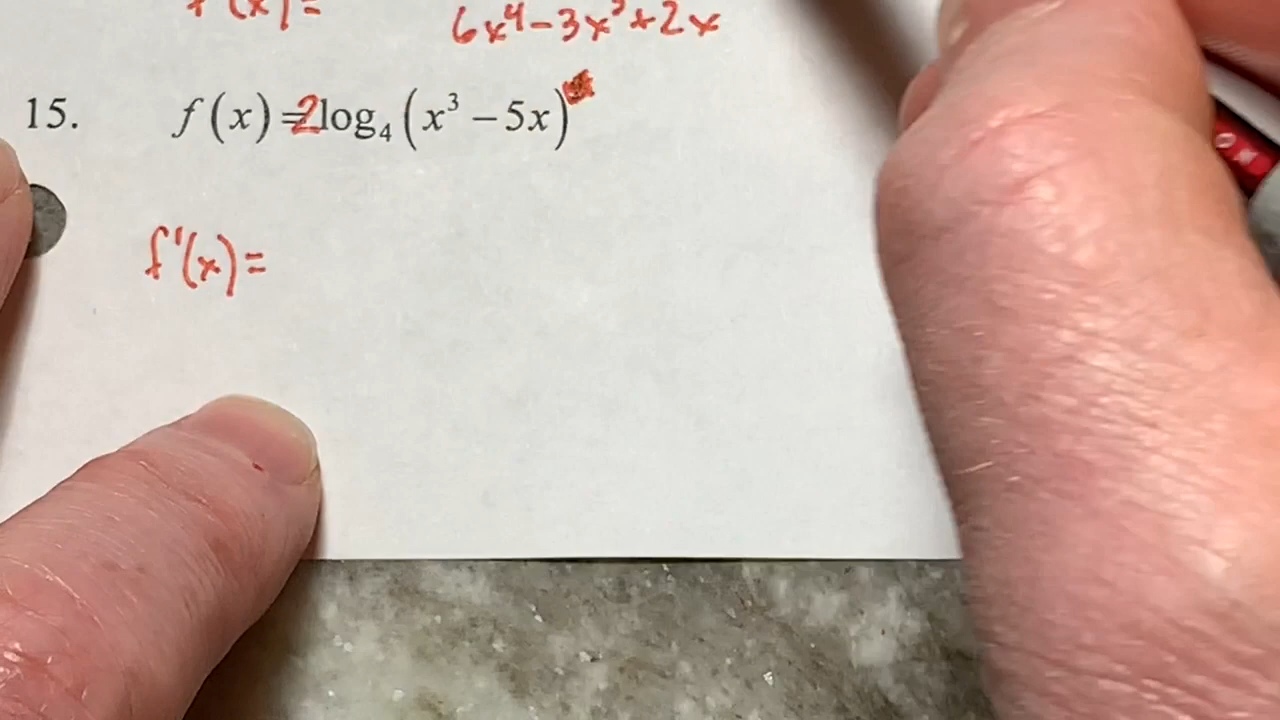 f'(x)= 6x⁴-3x³+2x
15. f(x)=2log₄(x³-5x)
f'(x)=